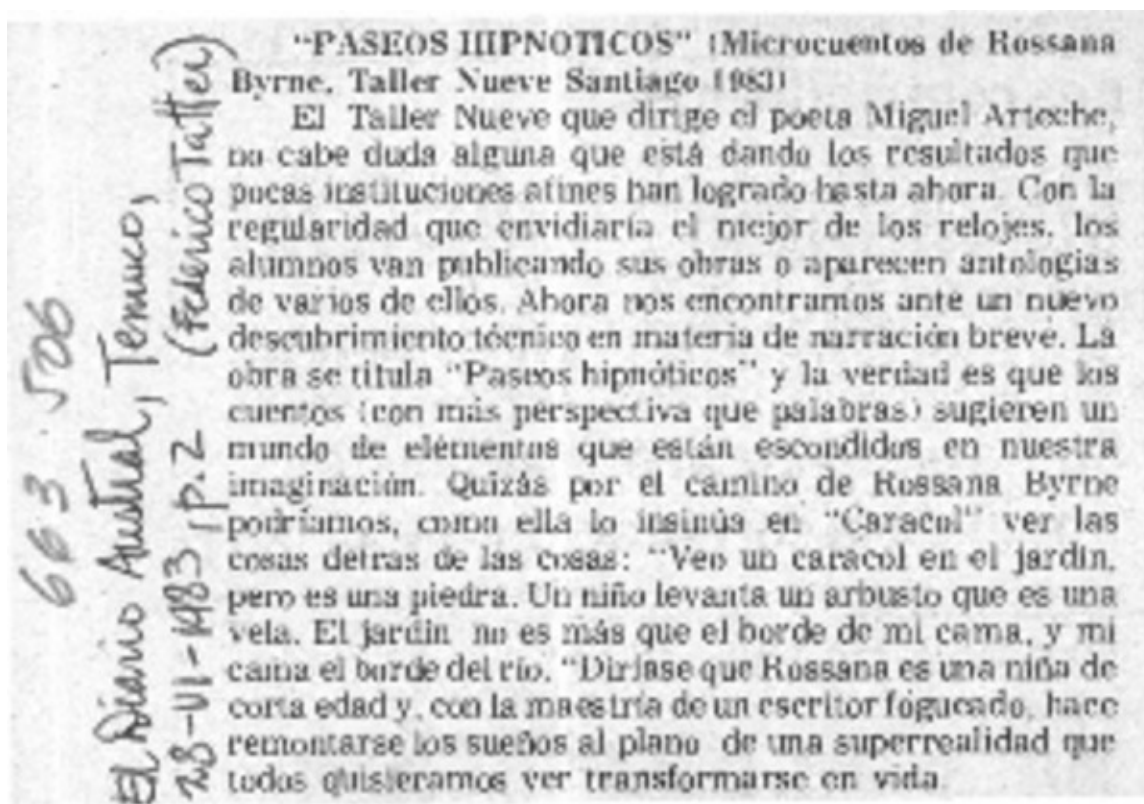 "PASEOS HIPNOTICOS" (Microcuentos de Rossana
Byrne, Taller Nueve Santiago 1983)
El Taller Nueve que dirige el poeta Miguel Arteche,
no cabe duda alguna que está dando los resultados que
pocas instituciones afines han logrado hasta ahora. Con la
regularidad que envidiaría el mejor de los relojes, los
alumnos van publicando sus obras o aparecen antologías
de varios de ellos. Ahora nos encontramos ante un nuevo
descubrimiento técnico en materia de narración breve. La
obra se titula "Paseos hipnóticos" y la verdad es que los
cuentos (con más perspectiva que palabras) sugieren un
mundo de elementos que están escondidos en nuestra
imaginación. Quizás por el camino de Rossana Byrne
podríamos, como ella lo insinúa en "Caracol" ver las
cosas detras de las cosas: "Veo un caracol en el jardín,
pero es una piedra. Un niño levanta un arbusto que es una
vela. El jardín no es más que el borde de mi cama, y mi
cama el borde del río. "Diríase que Rossana es una niña de
corta edad y, con la maestría de un escritor fogueado, hace
remontarse los sueños al plano de una superrealidad que
todos quisieramos ver transformarse en vida.
663.506
El Diario Austral, Temuco,
28-VI-1983, p.2 (Federico Tatter)